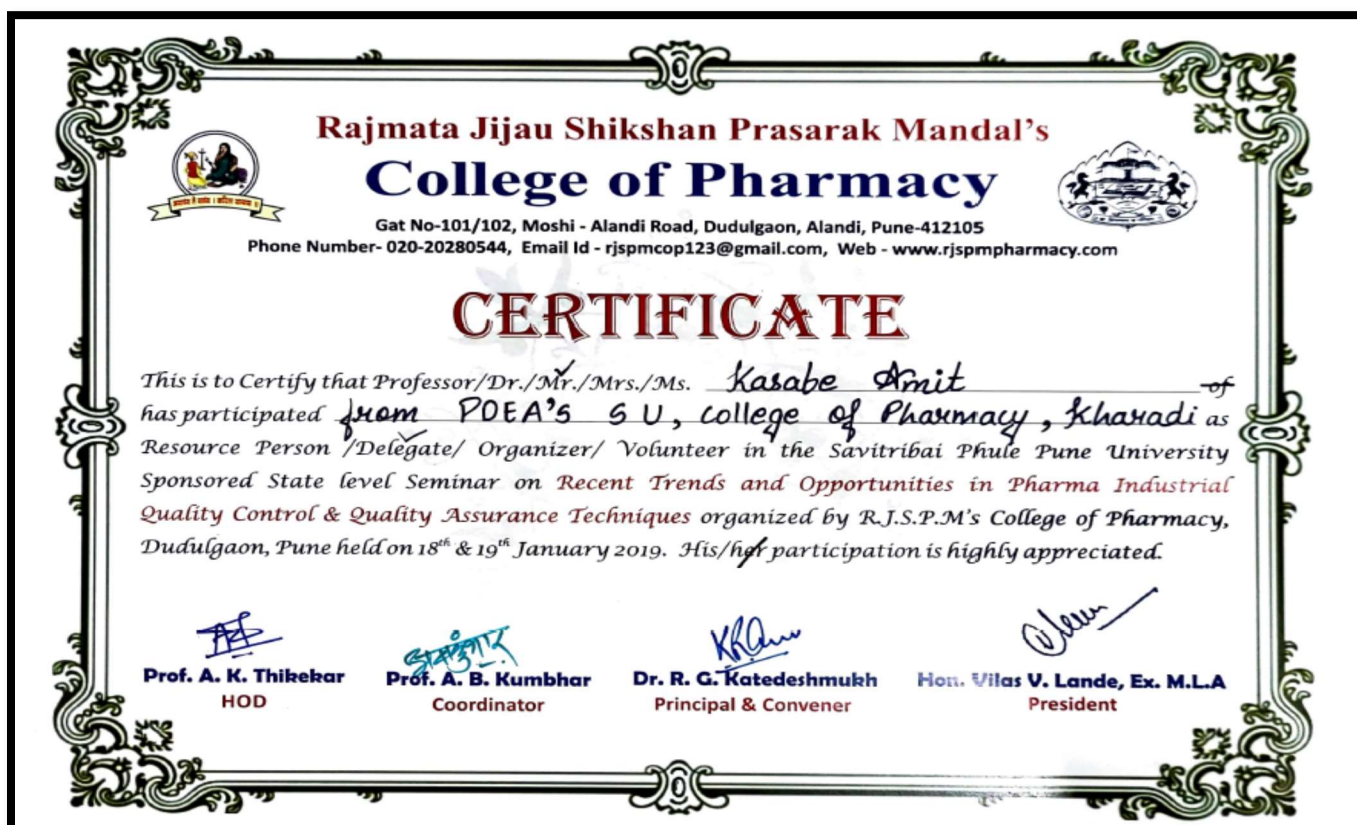 Rajmata Jijau Shikshan Prasarak Mandal's
College of Pharmacy
Gat No-101/102, Moshi - Alandi Road, Dudulgaon, Alandi, Pune-412105
Phone Number- 020-20280544, Email Id - rjspmcop123@gmail.com, Web - www.rjspmpharmacy.com
CERTIFICATE
This is to Certify that Professor/Dr./Mr./Mrs./Ms. Kasabe Amit of
has participated from PDEA'S S U, college of Pharmacy, Kharadi as
Resource Person /Delegate/ Organizer/ Volunteer in the Savitribai Phule Pune University
Sponsored State level Seminar on Recent Trends and Opportunities in Pharma Industrial
Quality Control & Quality Assurance Techniques organized by R.J.S.P.M's College of Pharmacy,
Dudulgaon, Pune held on 18th & 19th January 2019. His/her participation is highly appreciated.
Prof. A. K. Thikekar
HOD
Prof. A. B. Kumbhar
Coordinator
Dr. R. G. Katedeshmukh
Principal & Convener
Hon. Vilas V. Lande, Ex. M.L.A
President